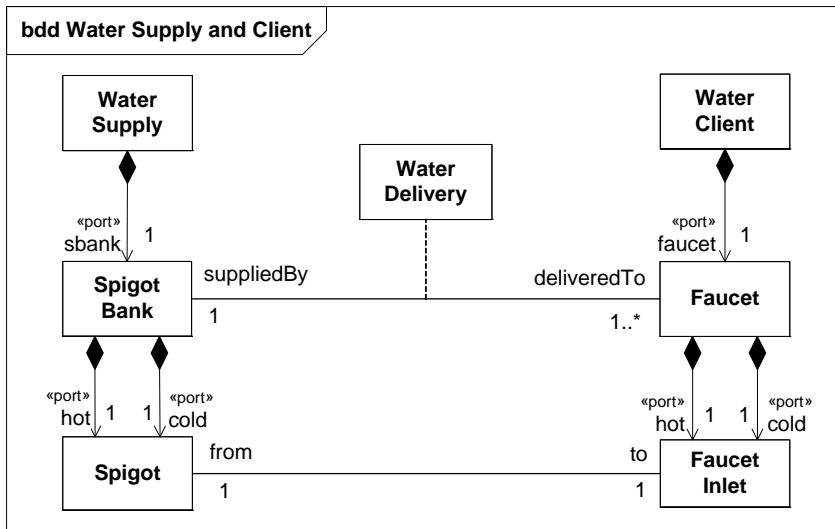 bdd Water Supply and Client
Water
Supply
Water
Client
Water
Delivery
«port»
sbank
1
«port»
faucet
1
Spigot
Bank
suppliedBy
1
deliveredTo
1..*
Faucet
«port»
hot
1
1
«port»
cold
«port»
hot
1
1
«port»
cold
Spigot
from
1
to
1
Faucet
Inlet